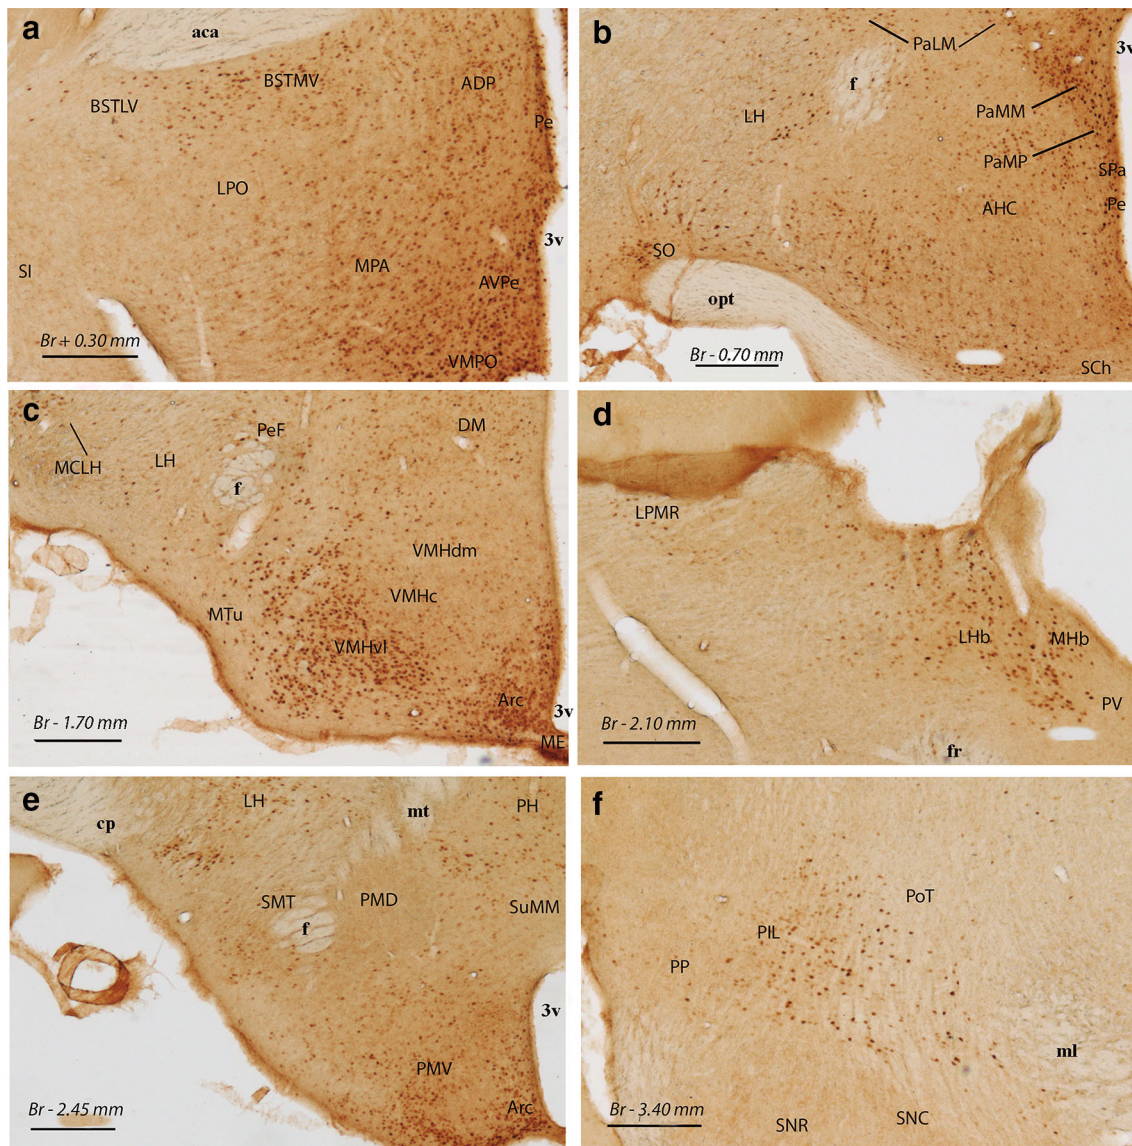 a
aca
BSTMV
ADP
BSTLV
Pe
LPO
3v
SI
MPA
AVPe
Br + 0.30 mm
VMPO
b
PaLM
3v
f
LH
PaMM
PaMP
SPa
AHC
Pe
SO
opt
Br - 0.70 mm
SCh
c
PeF
DM
MCLH
LH
f
VMHdm
VMHc
MTu
VMHvl
Arc
3v
Br - 1.70 mm
ME
d
LPMR
LHb
MHb
PV
Br - 2.10 mm
fr
e
LH
mt
PH
cp
SMT
PMD
SuMM
f
3v
PMV
Br - 2.45 mm
Arc
f
PoT
PIL
PP
ml
Br - 3.40 mm
SNR
SNC